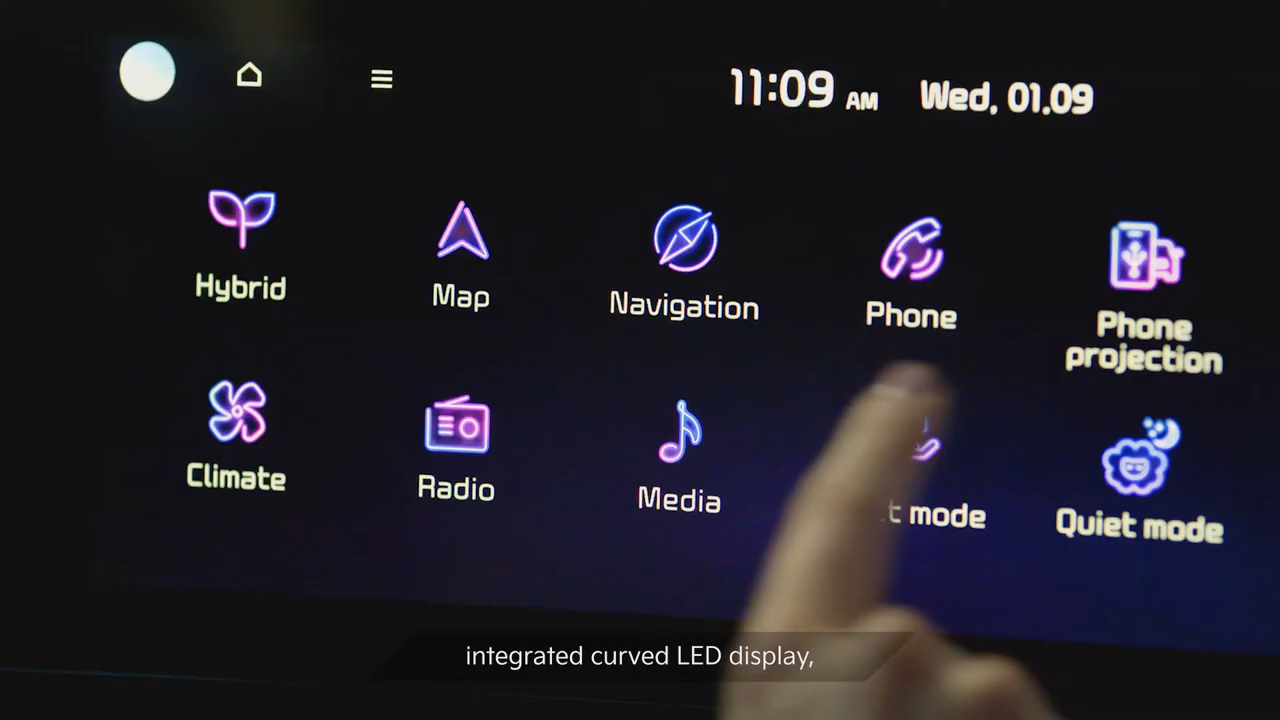 11:09 AM Wed, 01.09
Hybrid
Map
Navigation
Phone
Phone
projection
Climate
Radio
Media
t mode
Quiet mode
integrated curved LED display,